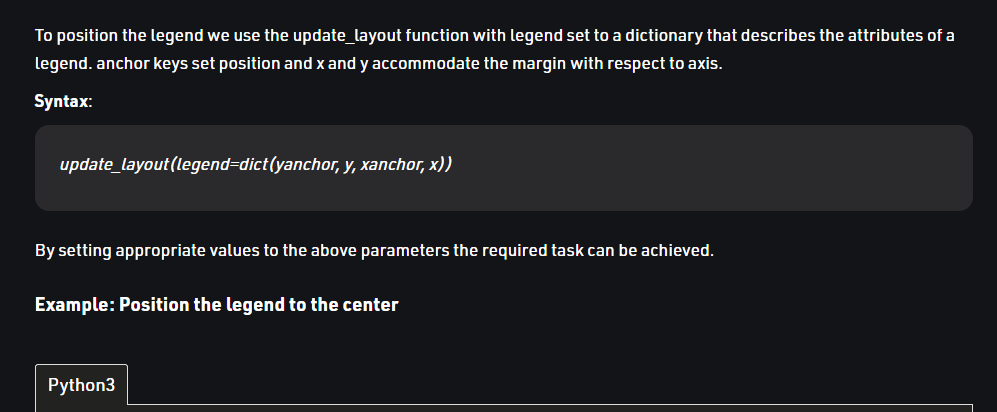 To position the legend we use the update_layout function with legend set to a dictionary that describes the attributes of a
legend. anchor keys set position and x and y accommodate the margin with respect to axis.
Syntax:
update_layout(legend=dict(yanchor, y, xanchor, x))
By setting appropriate values to the above parameters the required task can be achieved.
Example: Position the legend to the center
Python3